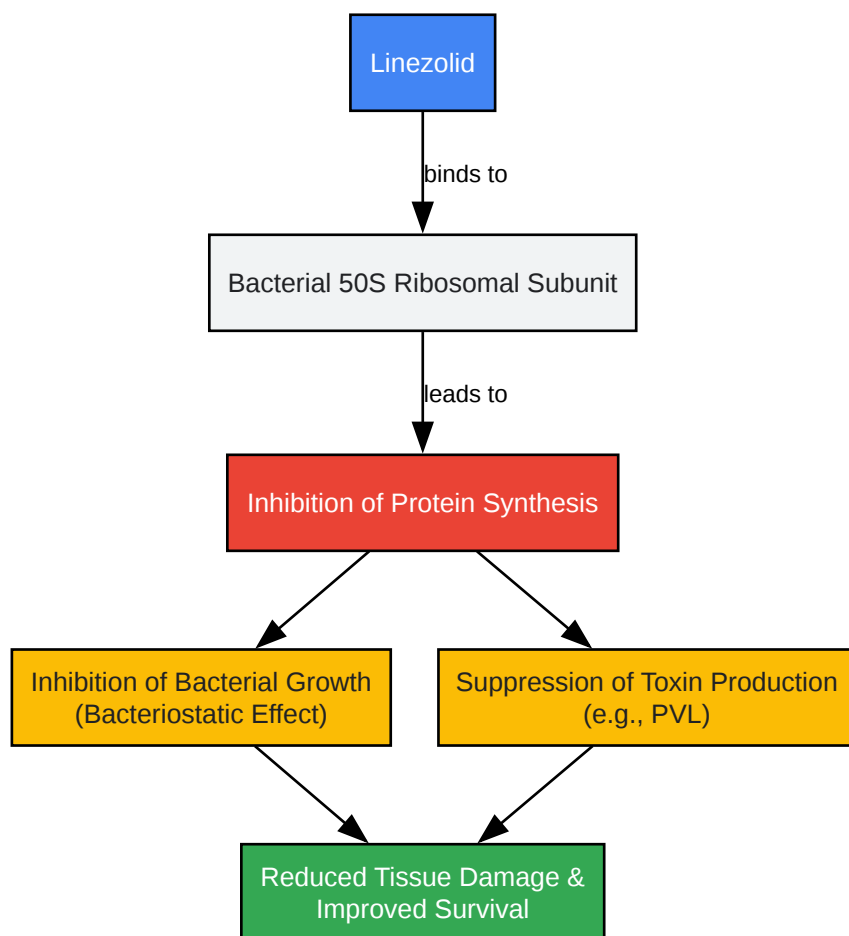 Linezolid
binds to
Bacterial 50S Ribosomal Subunit
leads to
Inhibition of Protein Synthesis
Inhibition of Bacterial Growth
(Bacteriostatic Effect)
Suppression of Toxin Production
(e.g., PVL)
Reduced Tissue Damage &
Improved Survival